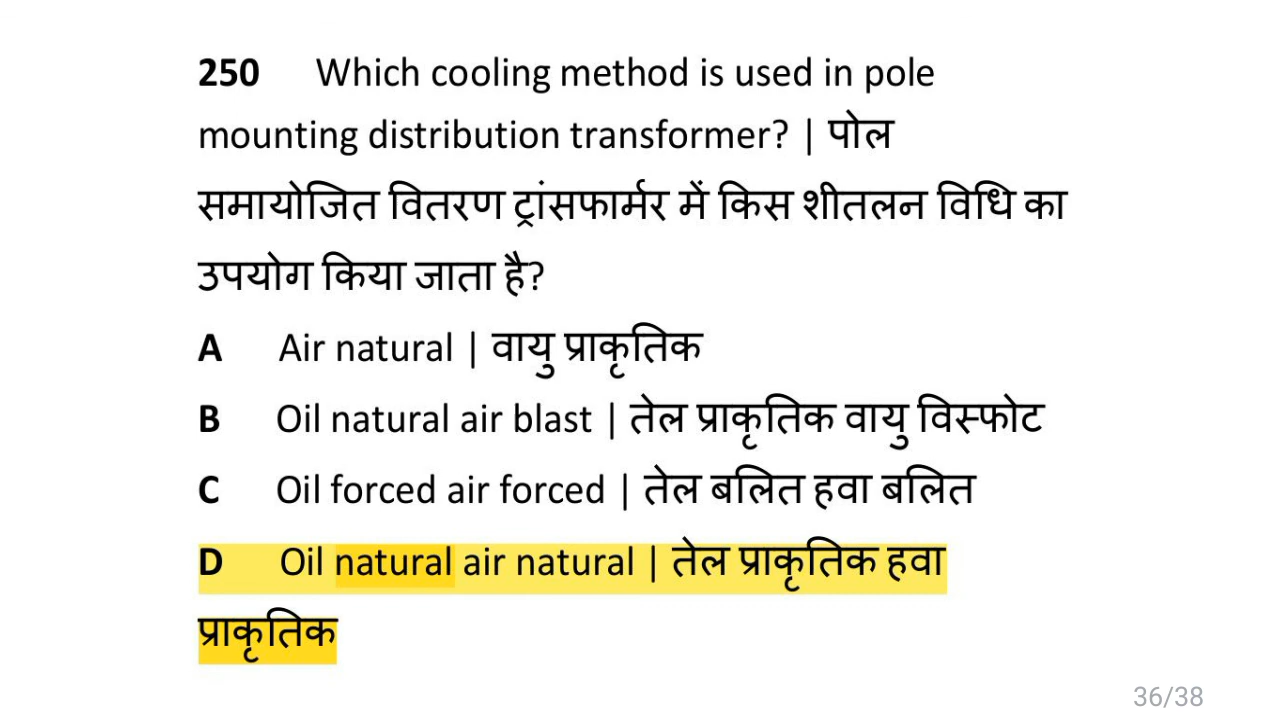 250 Which cooling method is used in pole
mounting distribution transformer? | पोल
समायोजित वितरण ट्रांसफार्मर में किस शीतलन विधि का
उपयोग किया जाता है?
A Air natural | वायु प्राकृतिक
B Oil natural air blast | तेल प्राकृतिक वायु विस्फोट
C Oil forced air forced | तेल बलित हवा बलित
D Oil natural air natural | तेल प्राकृतिक हवा
प्राकृतिक
36/38